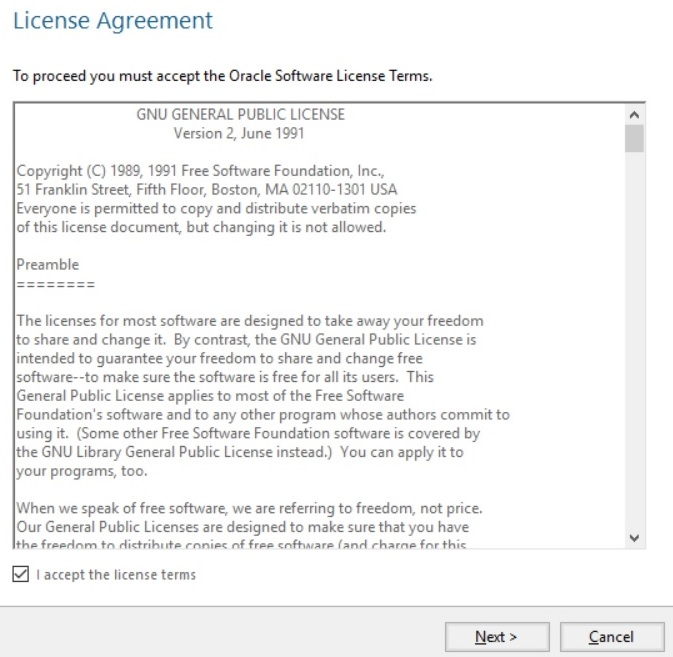 License Agreement
To proceed you must accept the Oracle Software License Terms.
GNU GENERAL PUBLIC LICENSE
Version 2, June 1991
Copyright (C) 1989, 1991 Free Software Foundation, Inc.,
51 Franklin Street, Fifth Floor, Boston, MA 02110-1301 USA
Everyone is permitted to copy and distribute verbatim copies
of this license document, but changing it is not allowed.
Preamble
========
The licenses for most software are designed to take away your freedom
to share and change it.  By contrast, the GNU General Public License is
intended to guarantee your freedom to share and change free
software--to make sure the software is free for all its users.  This
General Public License applies to most of the Free Software
Foundation's software and to any other program whose authors commit to
using it.  (Some other Free Software Foundation software is covered by
the GNU Library General Public License instead.)  You can apply it to
your programs, too.
When we speak of free software, we are referring to freedom, not price.
Our General Public Licenses are designed to make sure that you have
the freedom to distribute copies of free software (and charge for this
I accept the license terms
Next >
Cancel